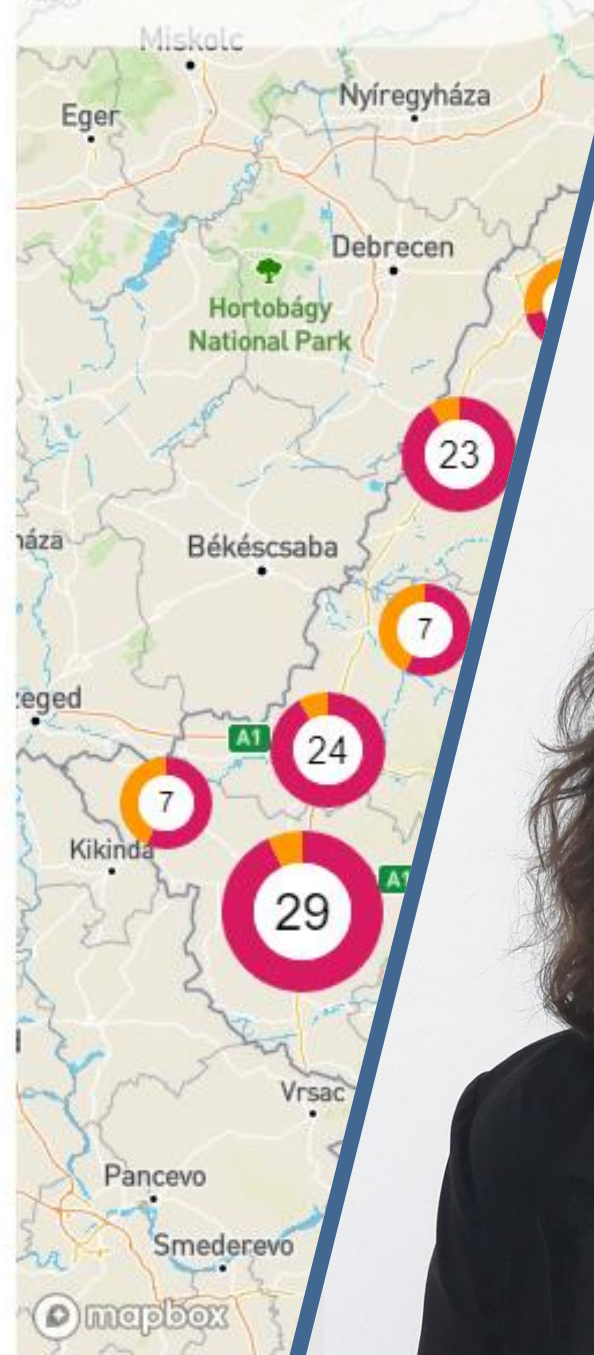 Miskolc
Nyíregyháza
Eger
Debrecen
Hortobágy
National Park
23
háza
Békéscsaba
7
zeged
A1
24
7
Kikinda
29
A1
Vrsac
Pancevo
Smederevo
mapbox